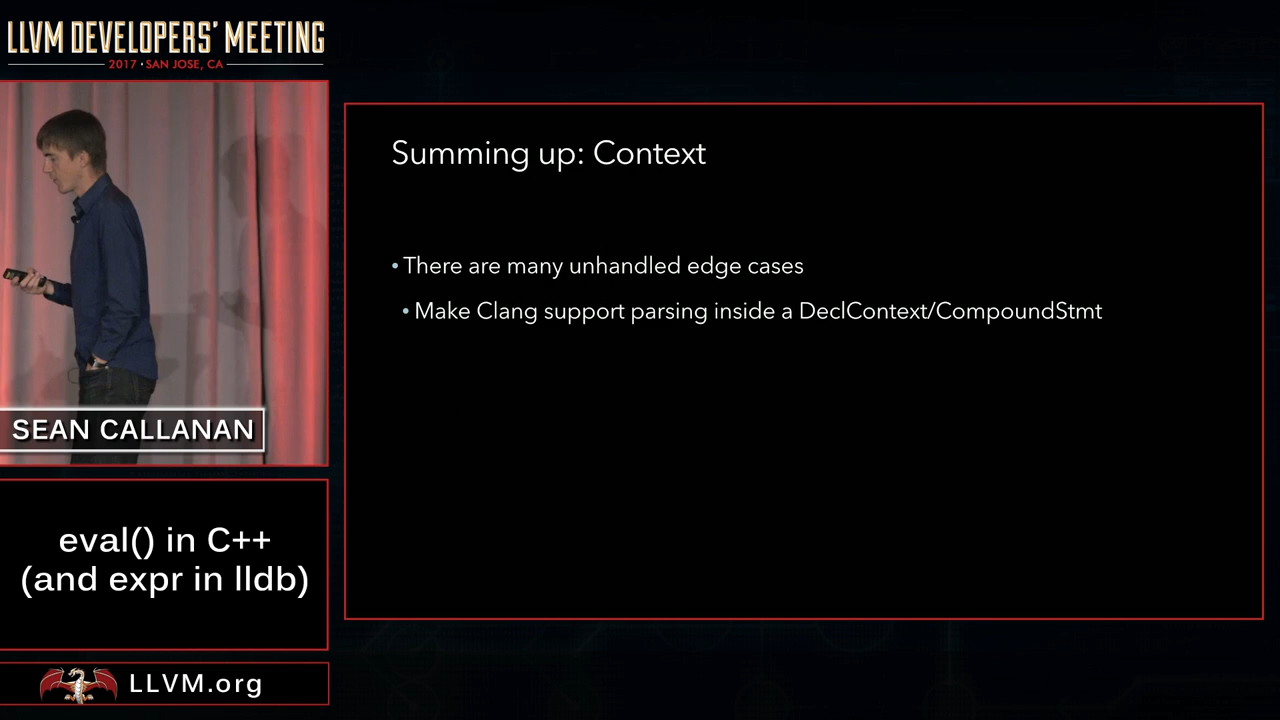 LLVM DEVELOPERS' MEETING
2017 · SAN JOSE, CA
SEAN CALLANAN
eval() in C++
(and expr in lldb)
LLVM.org
Summing up: Context
• There are many unhandled edge cases
• Make Clang support parsing inside a DeclContext/CompoundStmt